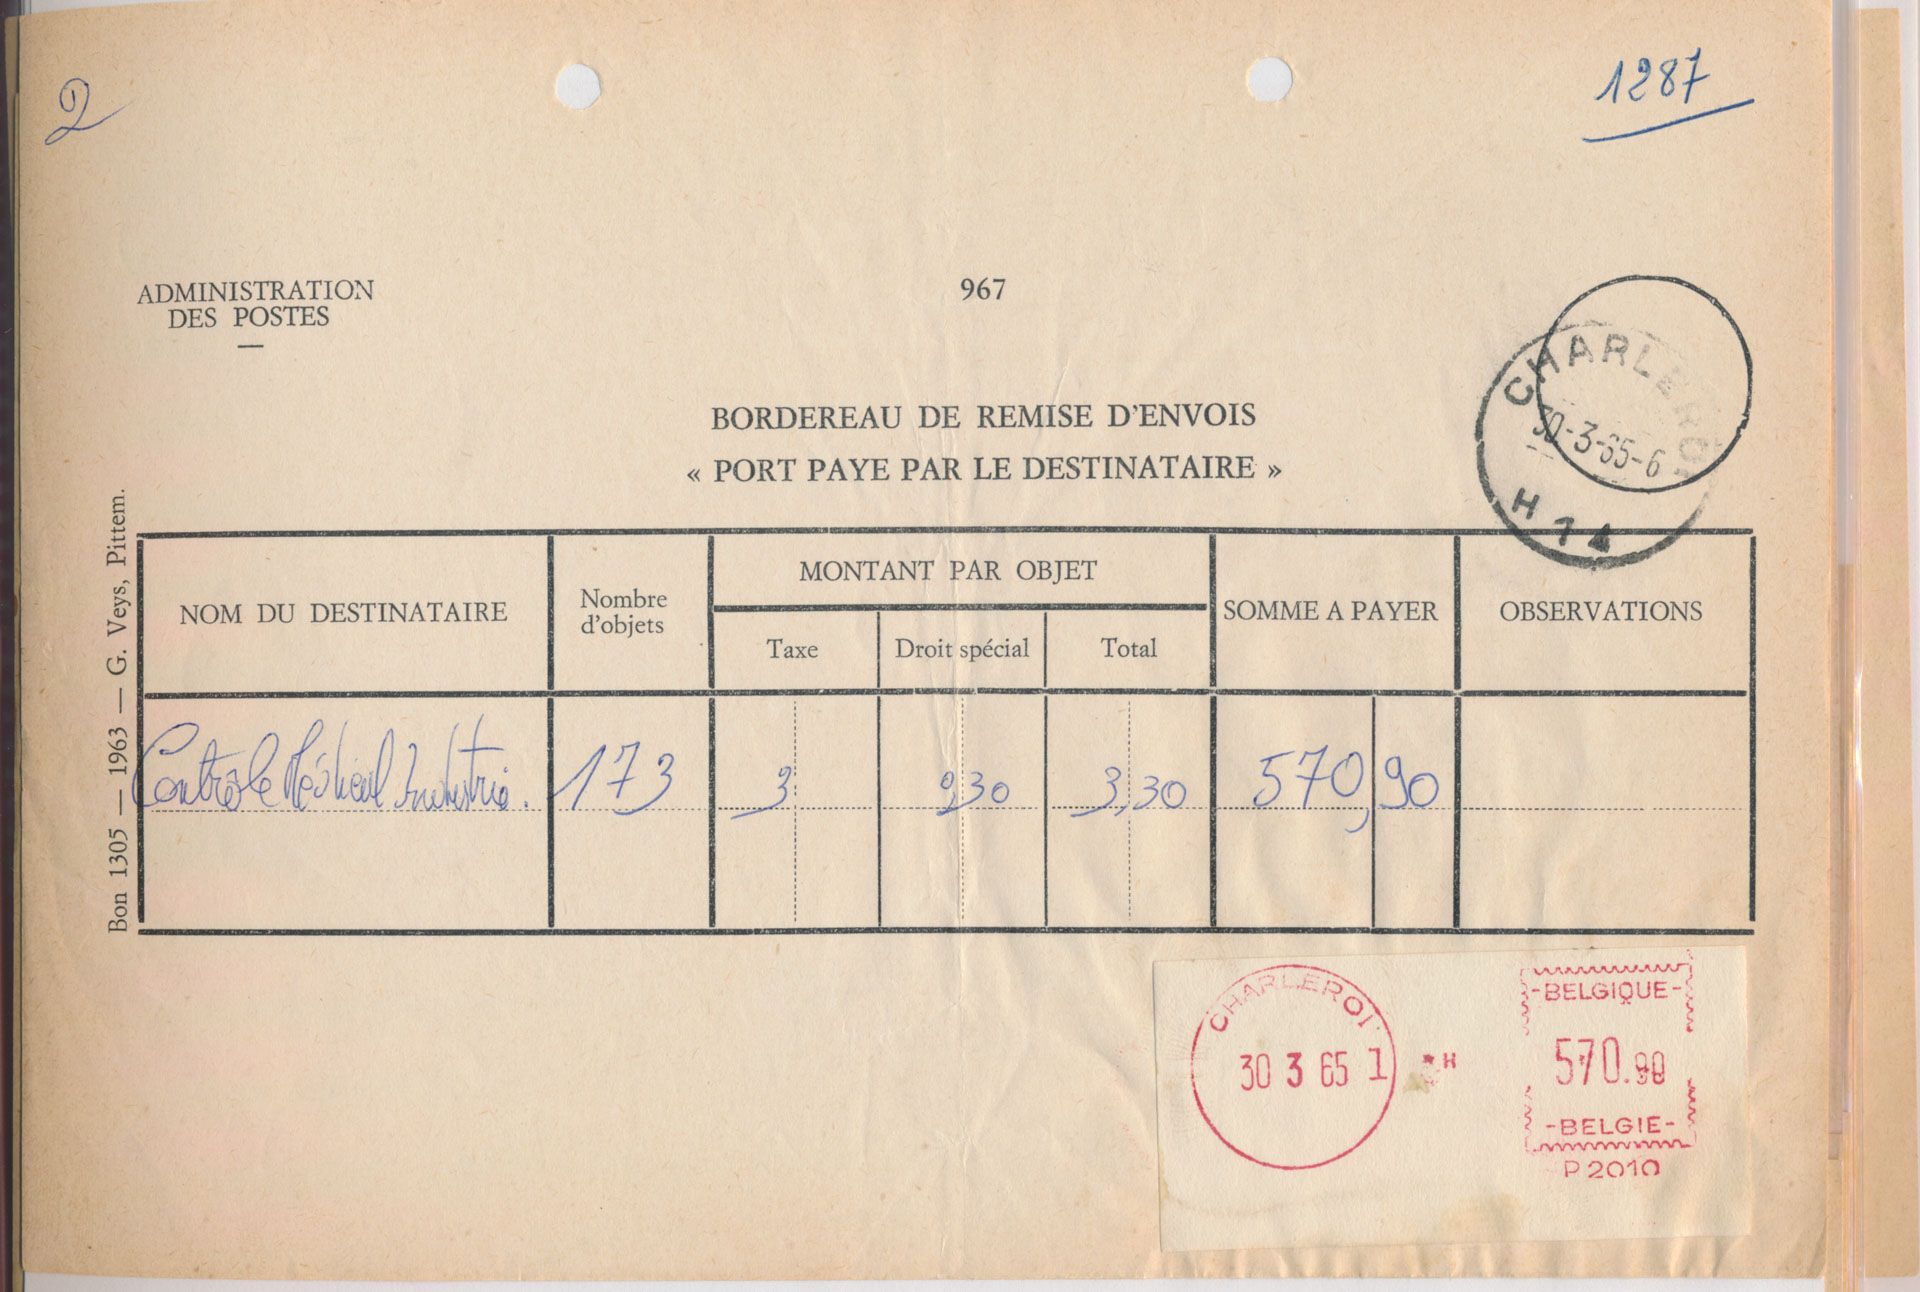 2
1287
ADMINISTRATION
DES POSTES
967
BORDEREAU DE REMISE D'ENVOIS
« PORT PAYE PAR LE DESTINATAIRE »
CHARLEROI
30-3-65-6
H 14
Bon 1305 — 1963 — G. Veys, Pittem.
NOM DU DESTINATAIRE
Nombre
d'objets
MONTANT PAR OBJET
Taxe
Droit spécial
Total
SOMME A PAYER
OBSERVATIONS
Contrôle Médical Industrie. 173 3 0,30 3,30 570,90
CHARLEROI
30 3 65 1
H
-BELGIQUE-
570.90
-BELGIE-
P2010